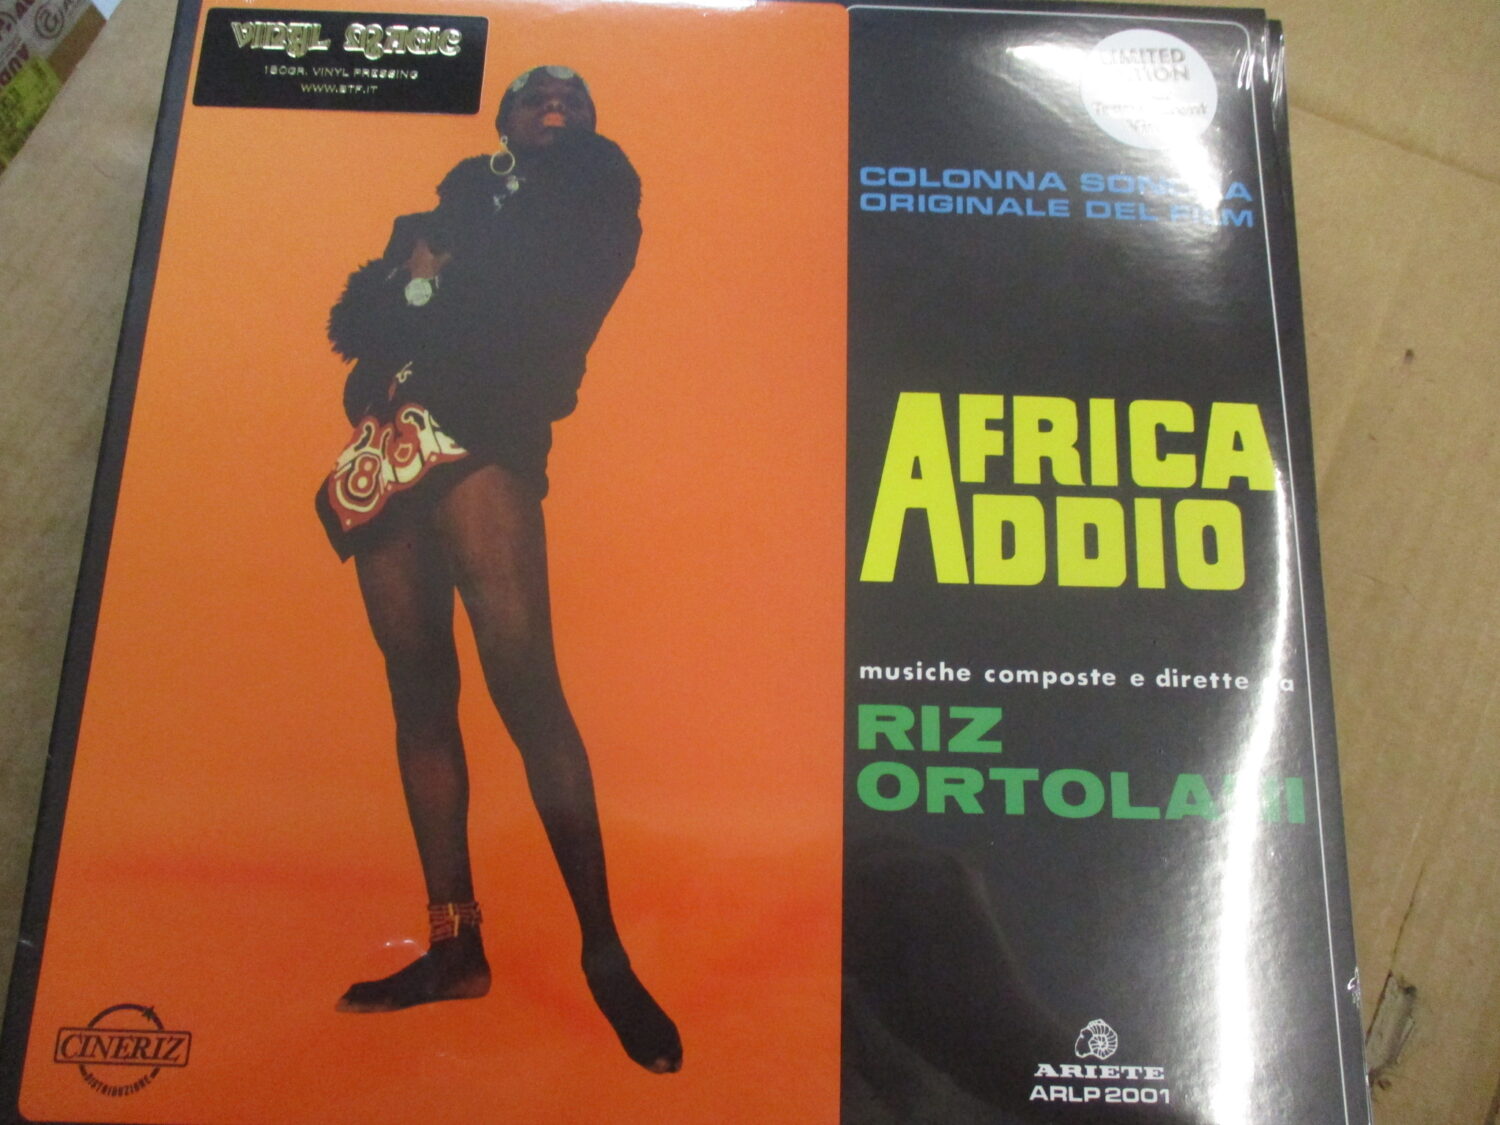 VINYL MAGIC
180GR. VINYL PRESSING
WWW.BTF.IT
LIMITED
COLONNA SONORA
ORIGINALE DEL FILM
AFRICA
ADDIO
musiche composte e dirette da
RIZ
ORTOLANI
CINERIZ
DISTRIBUZIONE
ARIETE
ARLP 2001